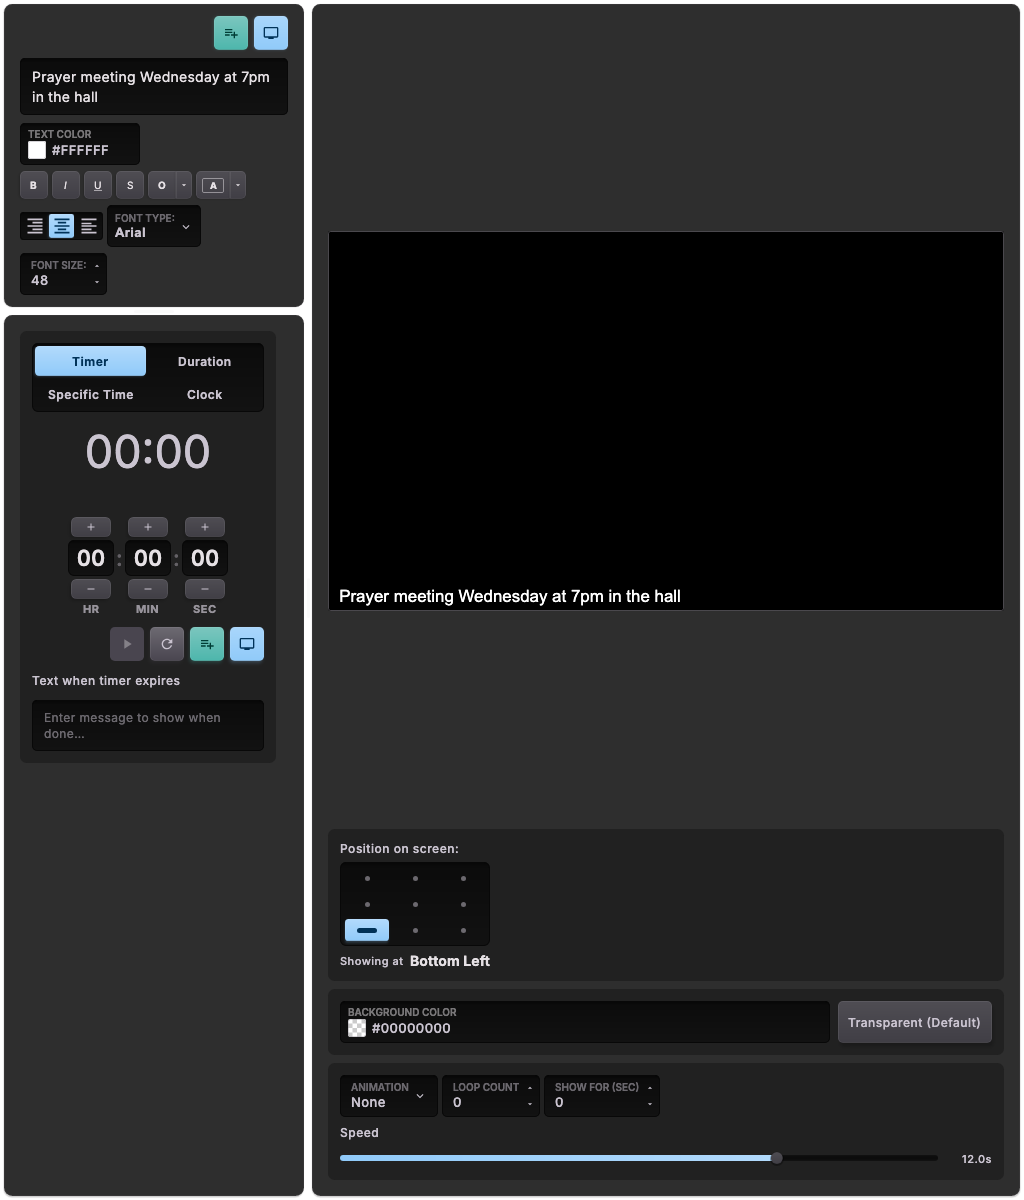 Prayer meeting Wednesday at 7pm
in the hall
TEXT COLOR
#FFFFFF
B I U S O A
FONT TYPE:
Arial
FONT SIZE:
48
Timer Duration
Specific Time Clock
00:00
+ + +
00 : 00 : 00
− − −
HR MIN SEC
Text when timer expires
Enter message to show when
done...
Prayer meeting Wednesday at 7pm in the hall
Position on screen:
Showing at Bottom Left
BACKGROUND COLOR
#00000000
Transparent (Default)
ANIMATION
None
LOOP COUNT
0
SHOW FOR (SEC)
0
Speed
12.0s